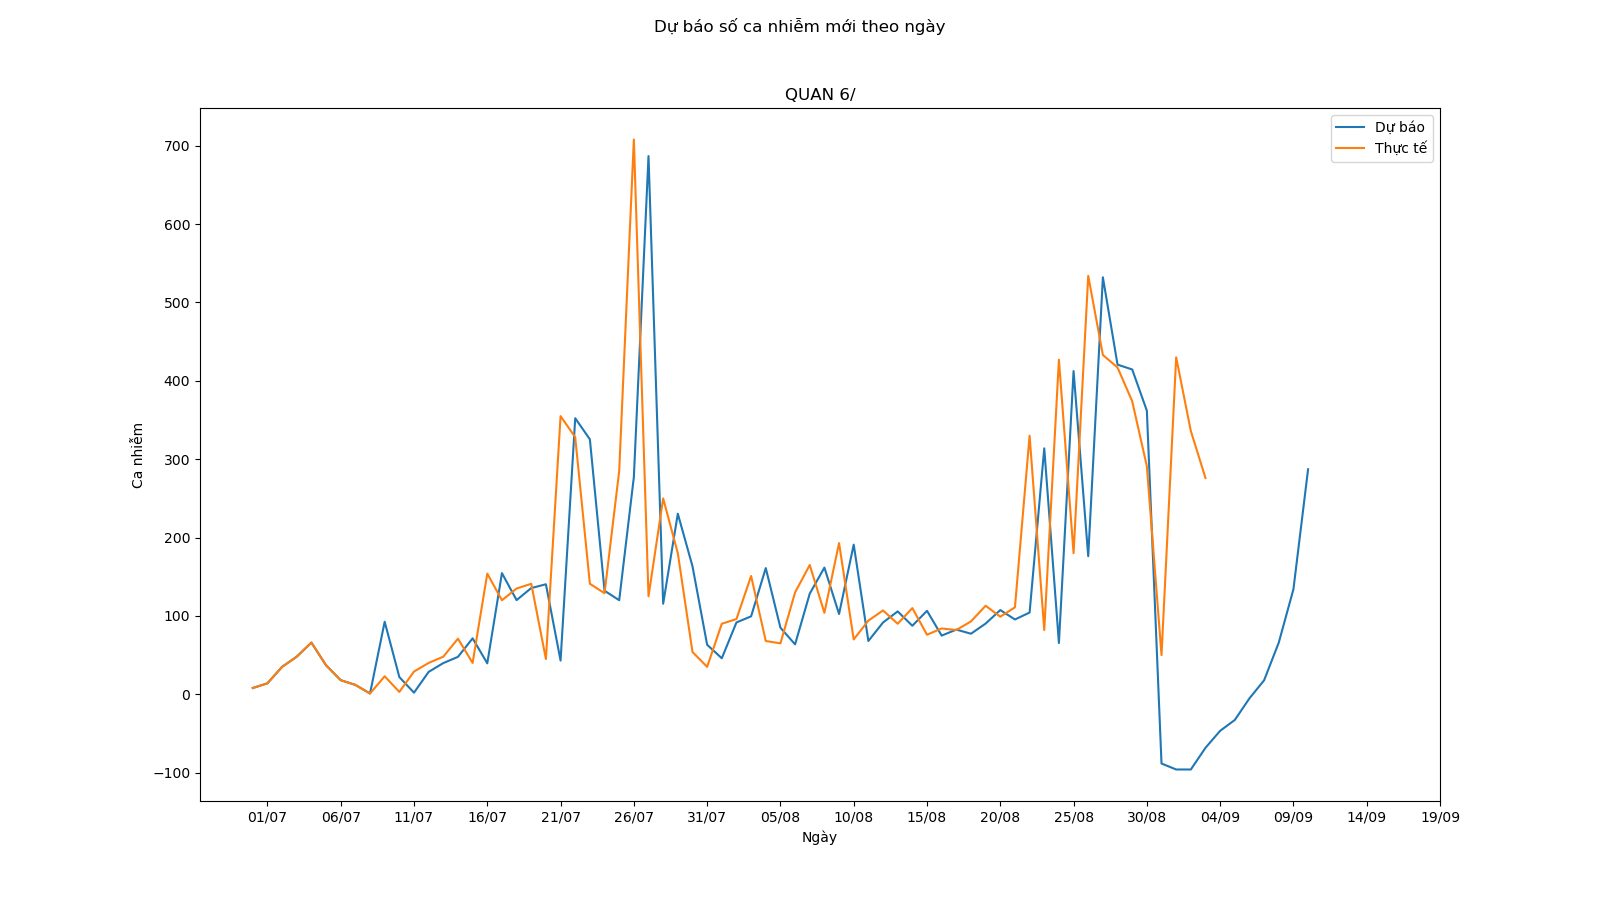 Dự báo số ca nhiễm mới theo ngày
QUAN 6/
Dự báo
Thực tế
700
600
500
400
300
200
100
0
−100
Ca nhiễm
01/07 06/07 11/07 16/07 21/07 26/07 31/07 05/08 10/08 15/08 20/08 25/08 30/08 04/09 09/09 14/09 19/09
Ngày